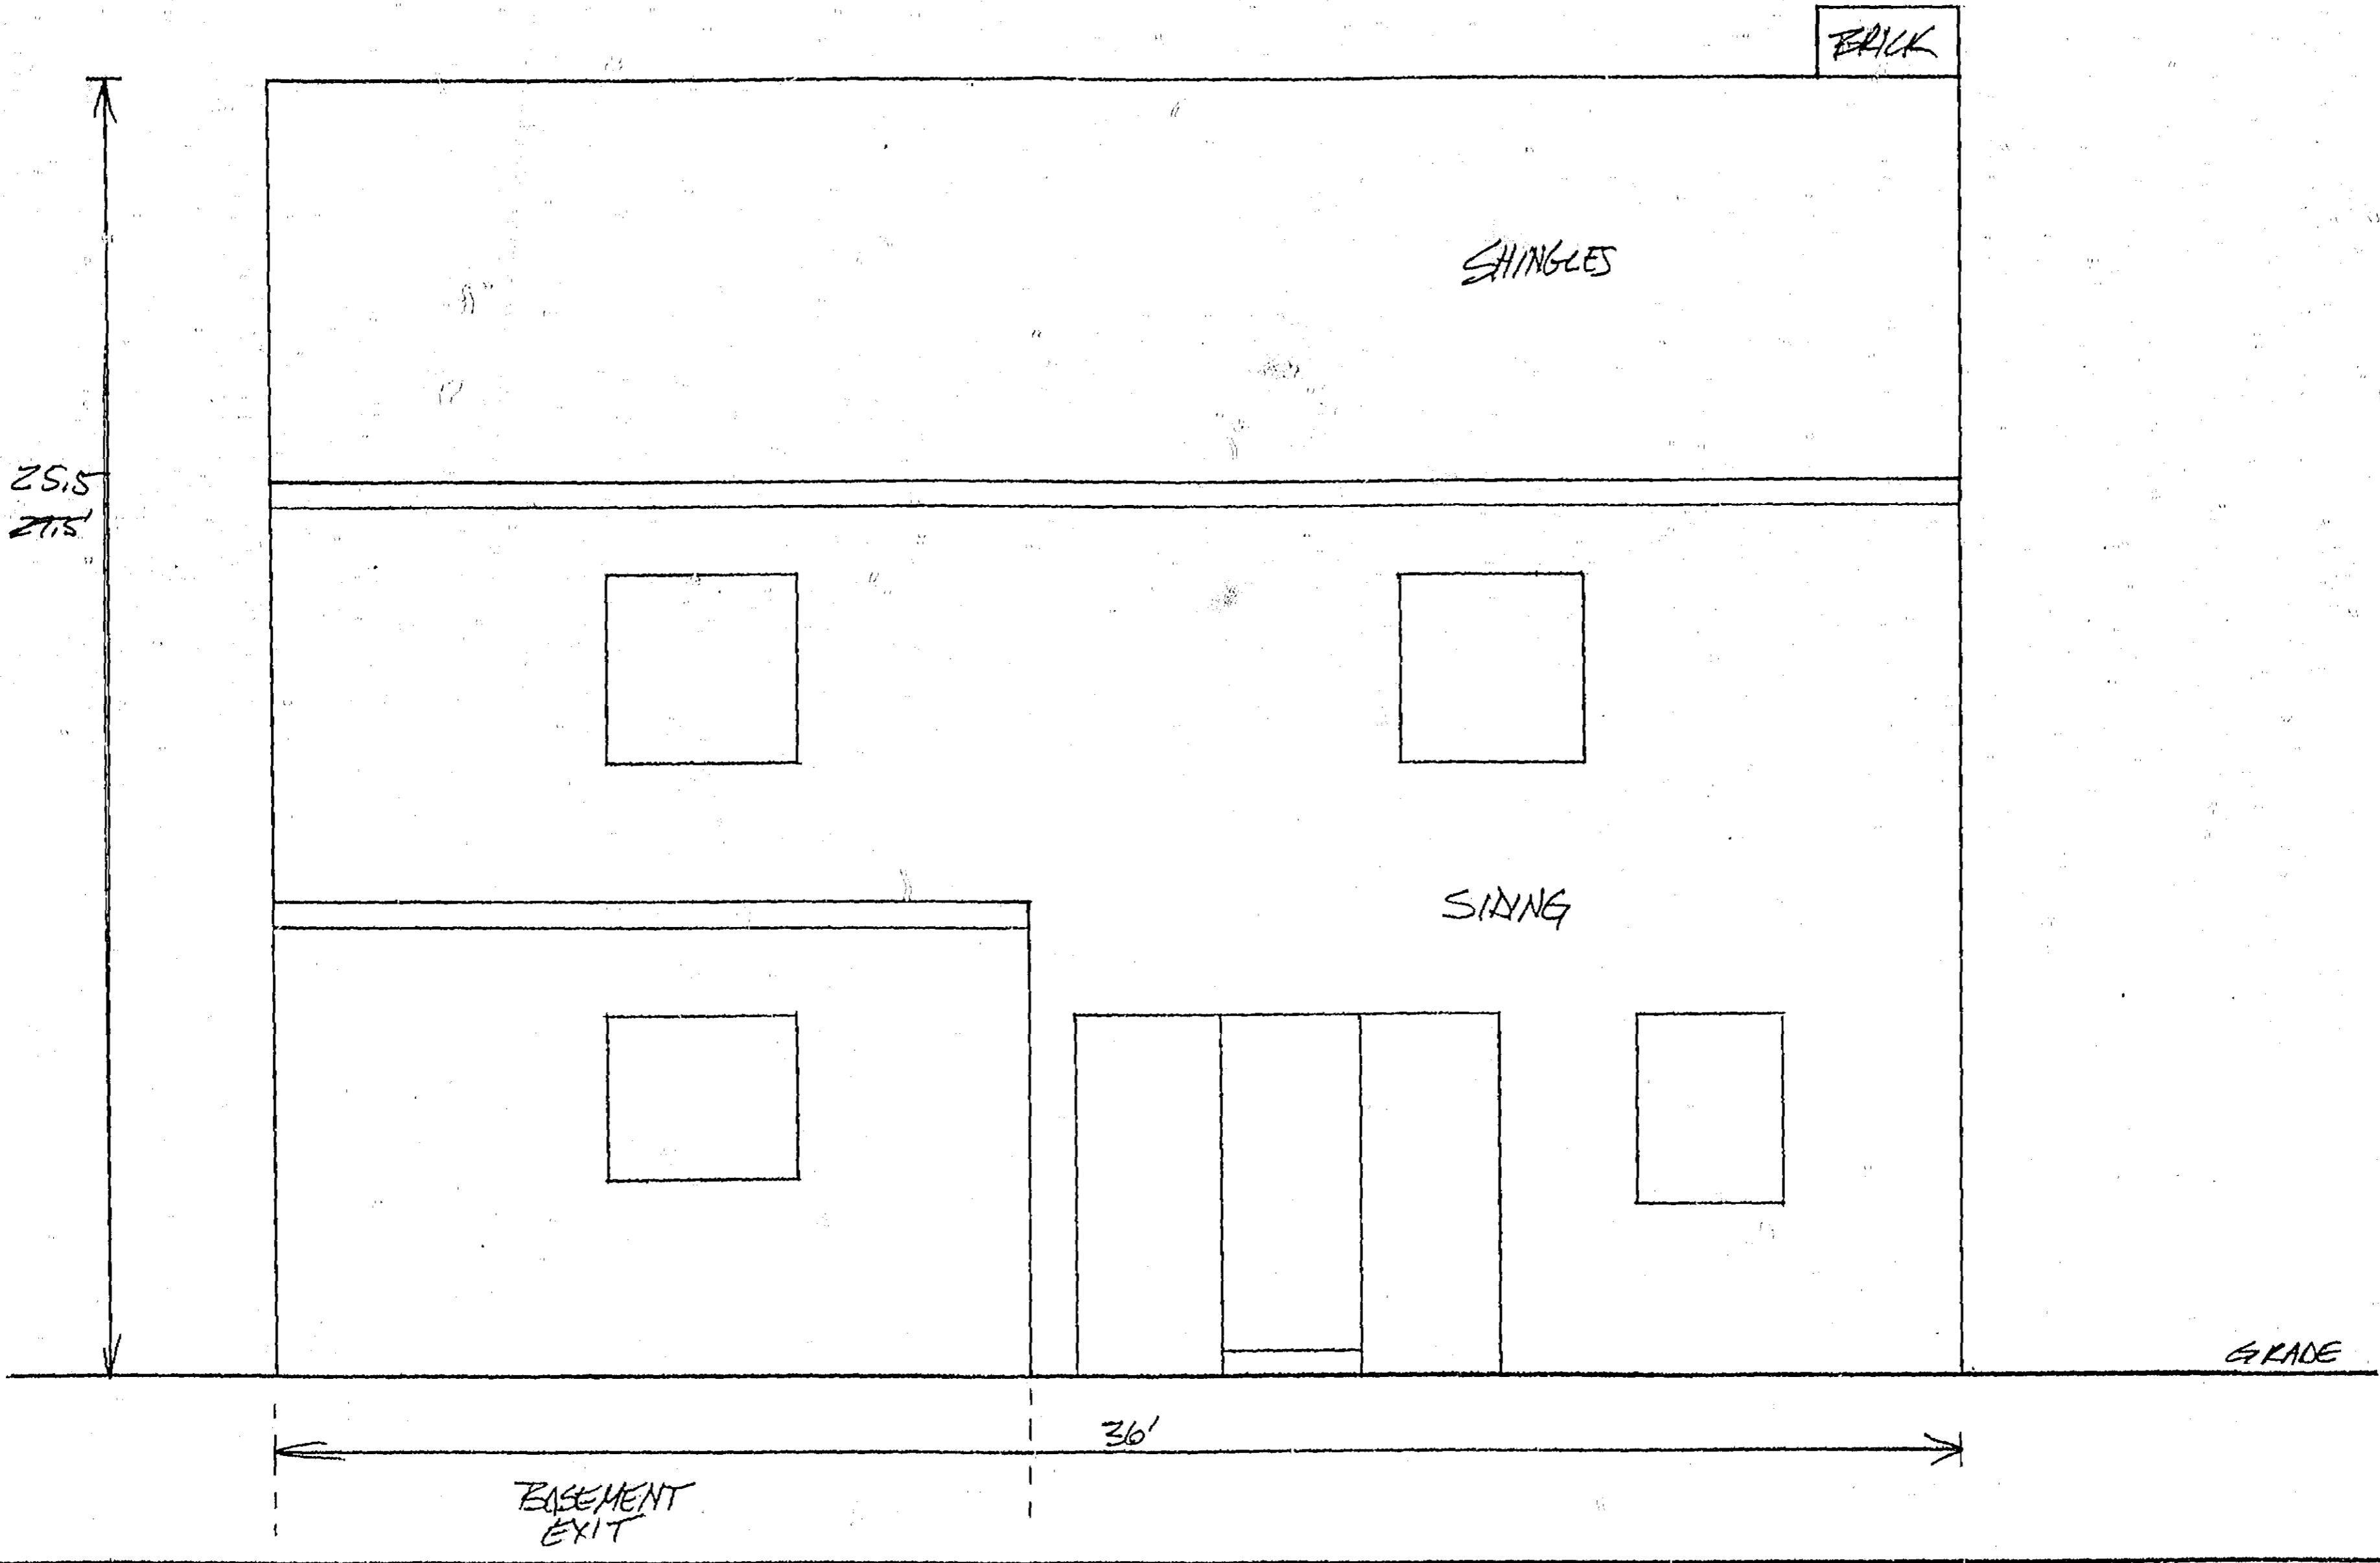 BRICK
SHINGLES
25.5
27.5'
SIDING
GRADE
36'
BASEMENT
EXIT